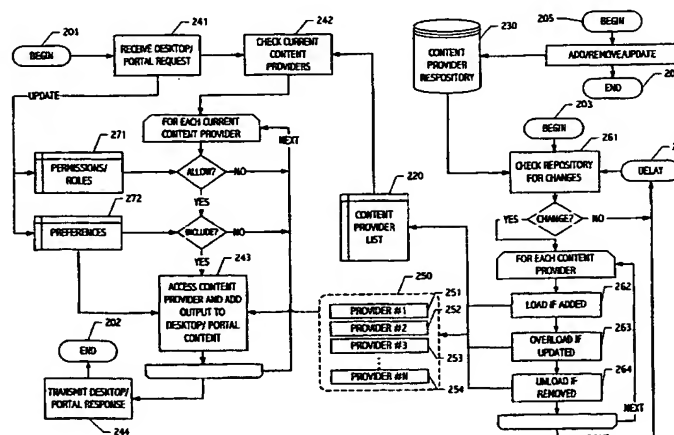 201
BEGIN
241
RECEIVE DESKTOP/
PORTAL REQUEST
242
CHECK CURRENT
CONTENT
PROVIDERS
230
CONTENT
PROVIDER
RESPOSITORY
205
BEGIN
ADD/REMOVE/UPDATE
END
UPDATE
FOR EACH CURRENT
CONTENT PROVIDER
NEXT
203
BEGIN
261
CHECK REPOSITORY
FOR CHANGES
DELAY
271
PERMISSIONS/
ROLES
ALLOW?
NO
YES
220
CONTENT
PROVIDER
LIST
YES
CHANGE?
NO
272
PREFERENCES
INCLUDE?
NO
YES
FOR EACH CONTENT
PROVIDER
243
ACCESS CONTENT
PROVIDER AND ADD
OUTPUT TO
DESKTOP/ PORTAL
CONTENT
250
PROVIDER #1
251
PROVIDER #2
252
PROVIDER #3
253
PROVIDER #N
254
262
LOAD IF ADDED
263
OVERLOAD IF
UPDATED
264
UNLOAD IF
REMOVED
NEXT
202
END
TRANSMIT DESKTOP/
PORTAL RESPONSE
244